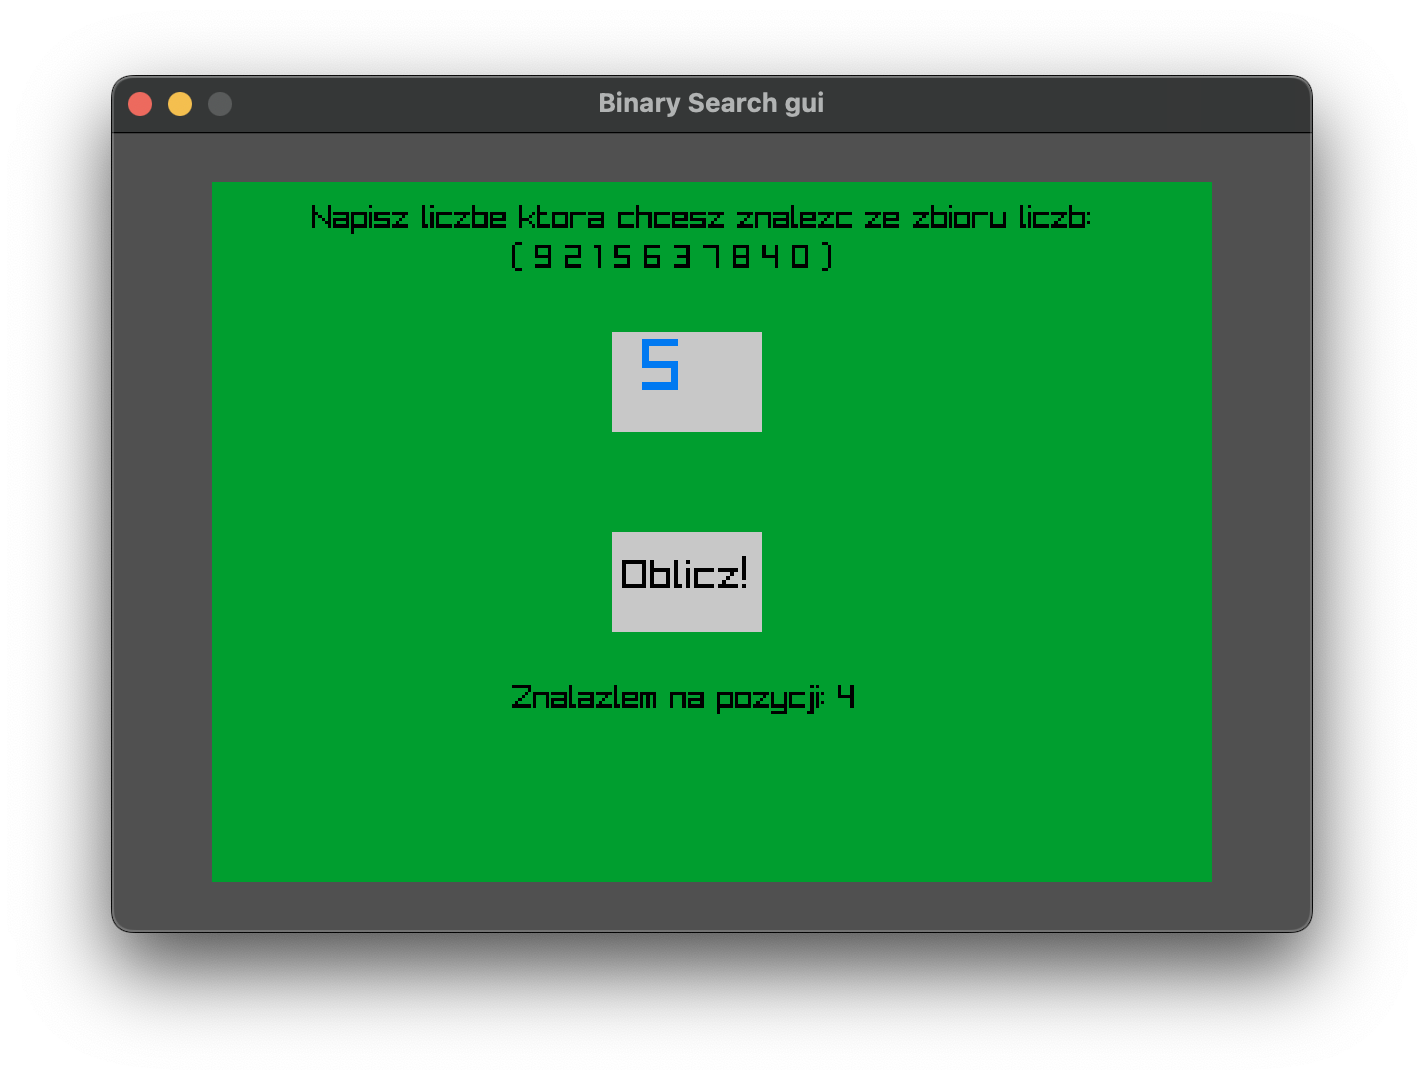 Binary Search gui
Napisz liczbe ktora chcesz znalezc ze zbioru liczb:
( 9 2 1 5 6 3 7 8 4 0 )
5
Oblicz!
Znalazlem na pozycji: 4